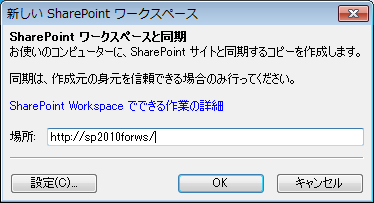 新しい SharePoint ワークスペース
SharePoint ワークスペースと同期
お使いのコンピューターに、SharePoint サイトと同期するコピーを作成します。
同期は、作成元の身元を信頼できる場合のみ行ってください。
SharePoint Workspace でできる作業の詳細
場所: http://sp2010forws/
設定(C)... OK キャンセル